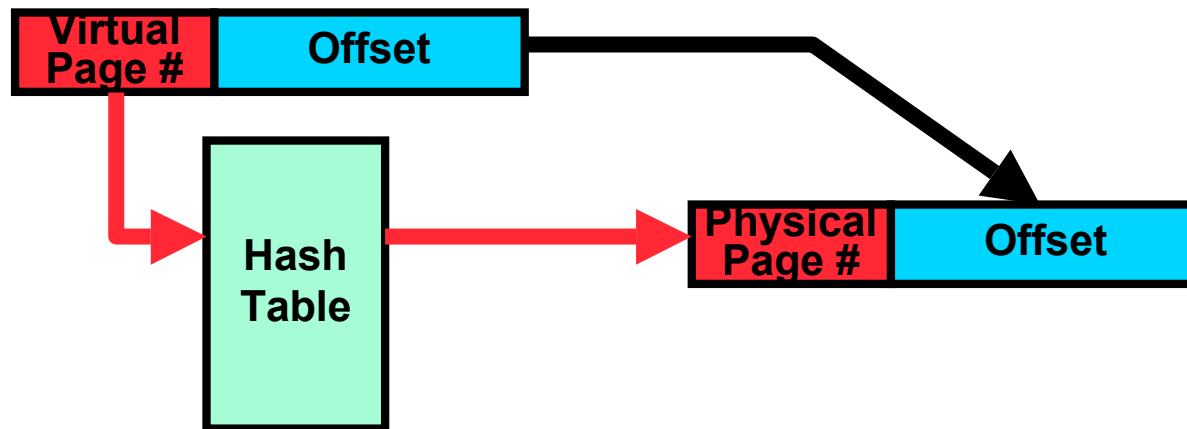 Virtual
Page #
Offset
Hash
Table
Physical
Page #
Offset